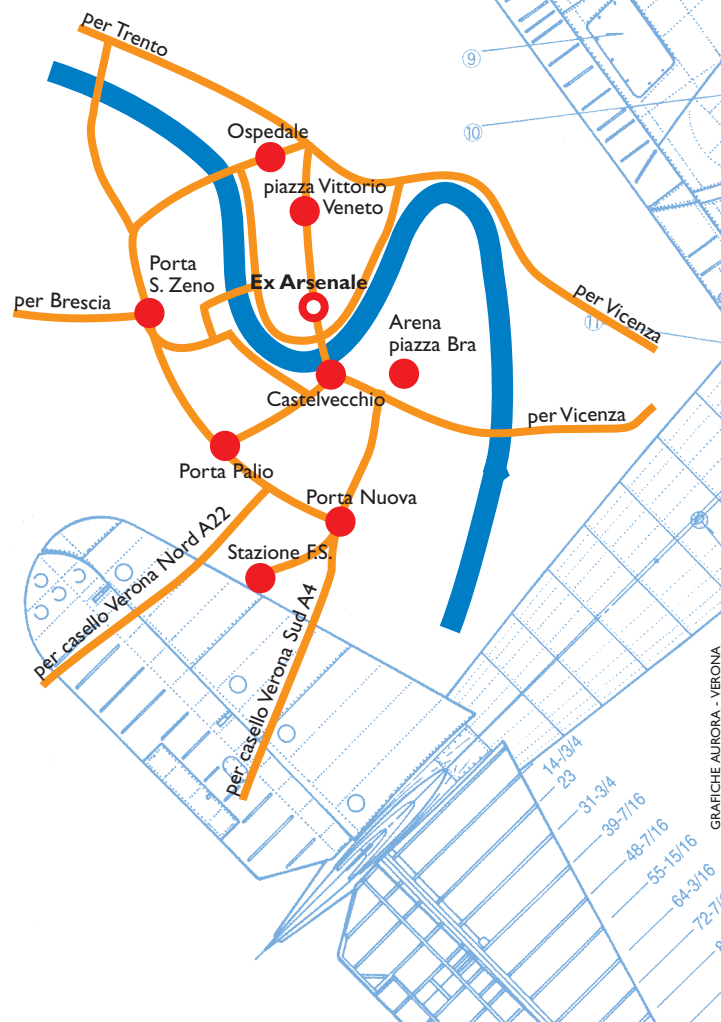 per Trento
9
10
Ospedale
piazza Vittorio
Veneto
Porta
S. Zeno
Ex Arsenale
per Brescia
per Vicenza
11
Arena
piazza Bra
Castelvecchio
per Vicenza
Porta Palio
Porta Nuova
Stazione F.S.
per casello Verona Nord A22
per casello Verona Sud A4
GRAFICHE AURORA - VERONA
14-/3/4
23
31-3/4
39-7/16
48-7/16
55-15/16
64-3/16